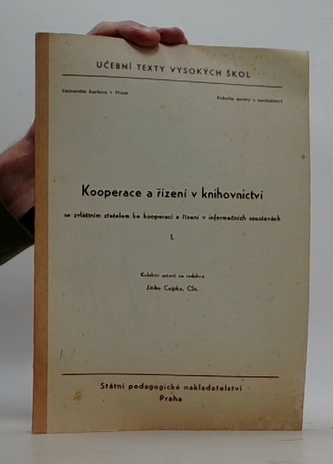 UČEBNÍ TEXTY VYSOKÝCH ŠKOL
Universita Karlova v Praze
Fakulta osvěty a novinářství
Kooperace a řízení v knihovnictví
se zvláštním zřetelem ke kooperaci a řízení v informačních soustavách
I.
Kolektiv autorů za redakce
Jiřího Cejpka, CSc.
Státní pedagogické nakladatelství
Praha